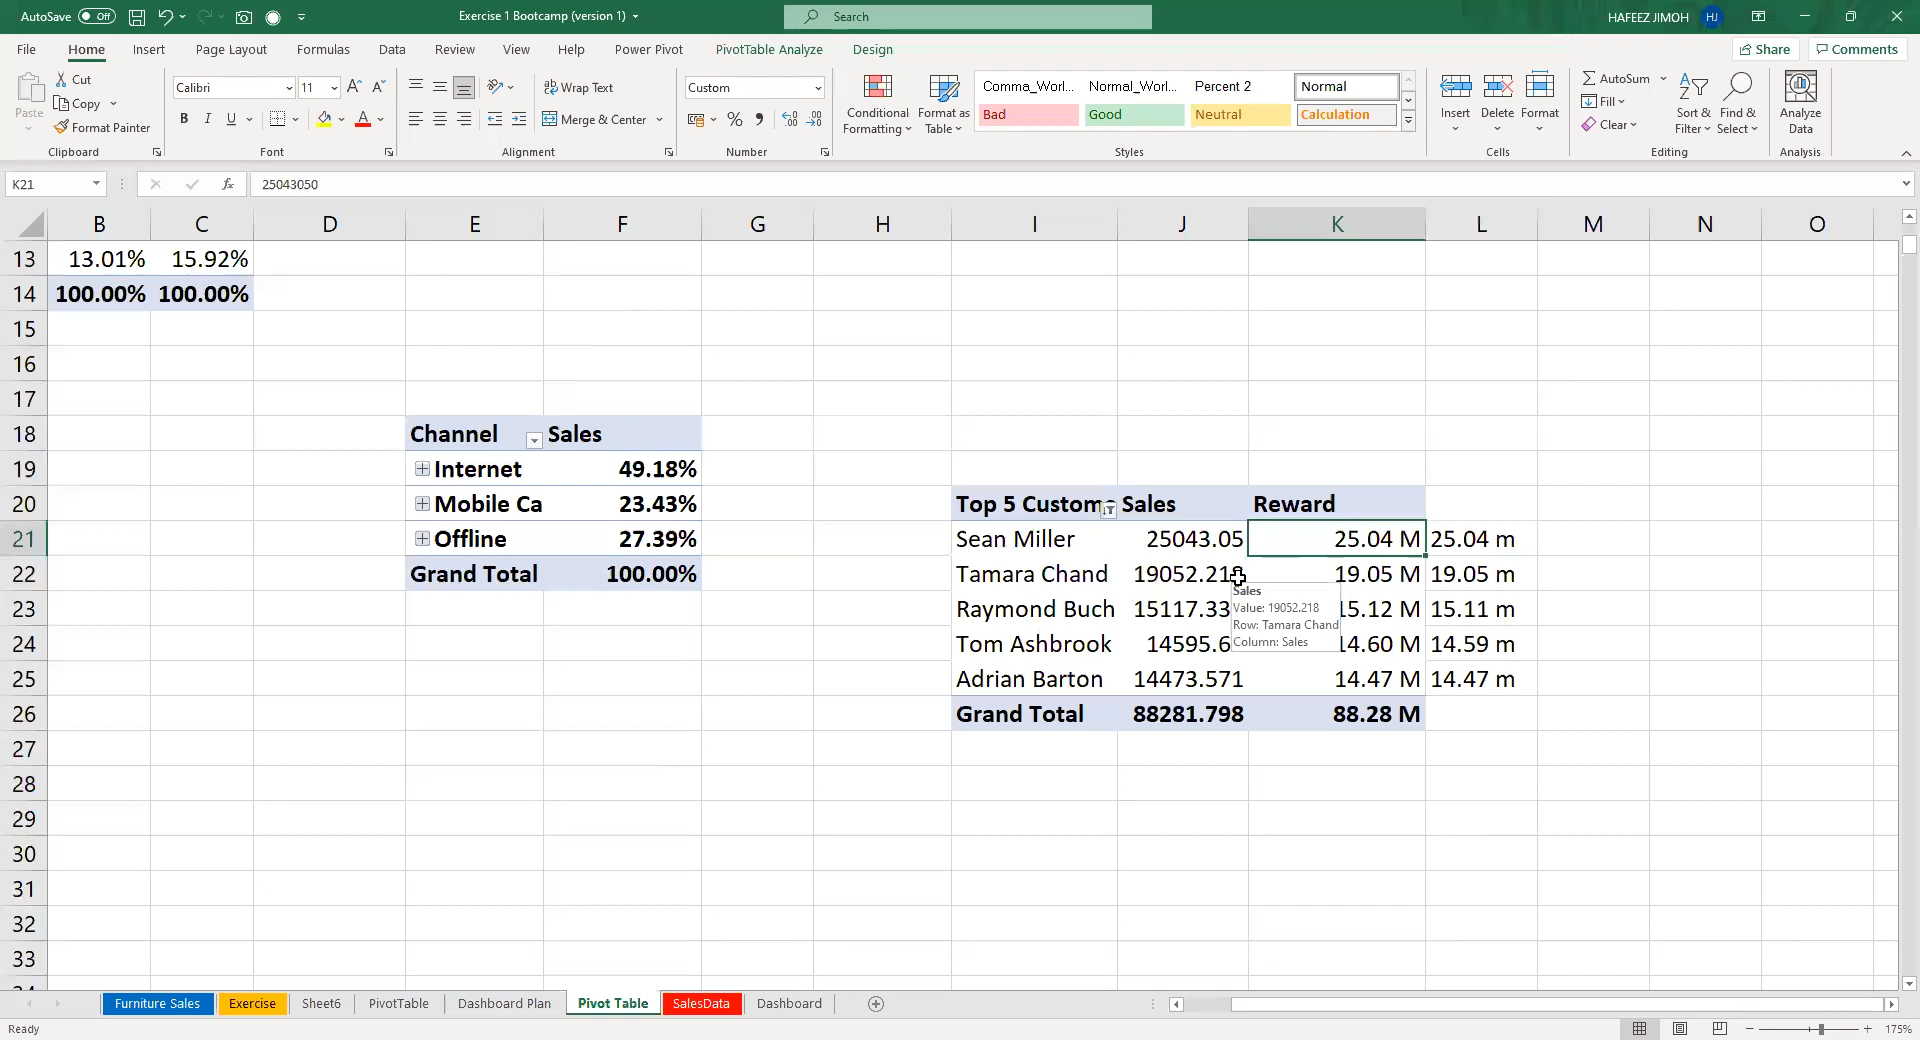 AutoSave Off
Exercise 1 Bootcamp (version 1)
Search
HAFEEZ JIMOH HJ
File Home Insert Page Layout Formulas Data Review View Help Power Pivot PivotTable Analyze Design
Share Comments
Paste
Cut
Copy
Format Painter
Clipboard
Calibri 11
B I U
Font
Wrap Text
Merge & Center
Alignment
Custom
Number
Conditional Formatting
Format as Table
Comma_Worl... Normal_Worl... Percent 2 Normal
Bad Good Neutral Calculation
Styles
Insert Delete Format
Cells
AutoSum
Fill
Clear
Sort & Filter
Find & Select
Editing
Analyze Data
Analysis
K21 fx 25043050
B C D E F G H I J K L M N O
13 13.01% 15.92%
14 100.00% 100.00%
15
16
17
18 Channel Sales
19 Internet 49.18%
20 Mobile Ca 23.43% Top 5 Custome Sales Reward
21 Offline 27.39% Sean Miller 25043.05 25.04 M 25.04 m
22 Grand Total 100.00% Tamara Chand 19052.218 19.05 M 19.05 m
23 Raymond Buch 15117.33 15.12 M 15.11 m
24 Tom Ashbrook 14595.6 14.60 M 14.59 m
25 Adrian Barton 14473.571 14.47 M 14.47 m
26 Grand Total 88281.798 88.28 M
Sales
Value: 19052.218
Row: Tamara Chand
Column: Sales
27
28
29
30
31
32
33
Furniture Sales Exercise Sheet6 PivotTable Dashboard Plan Pivot Table SalesData Dashboard
Ready
175%